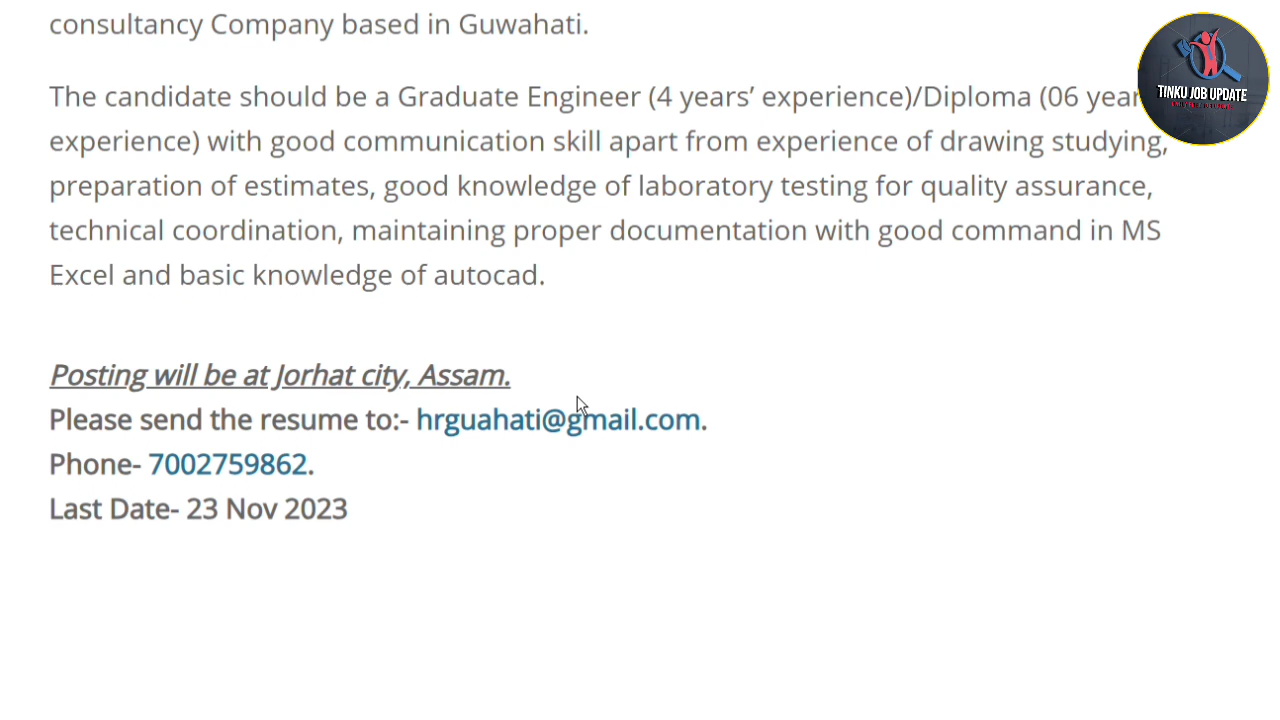 consultancy Company based in Guwahati.
The candidate should be a Graduate Engineer (4 years’ experience)/Diploma (06 year
experience) with good communication skill apart from experience of drawing studying,
preparation of estimates, good knowledge of laboratory testing for quality assurance,
technical coordination, maintaining proper documentation with good command in MS
Excel and basic knowledge of autocad.
Posting will be at Jorhat city, Assam.
Please send the resume to:- hrguahati@gmail.com.
Phone- 7002759862.
Last Date- 23 Nov 2023
TINKU JOB UPDATE